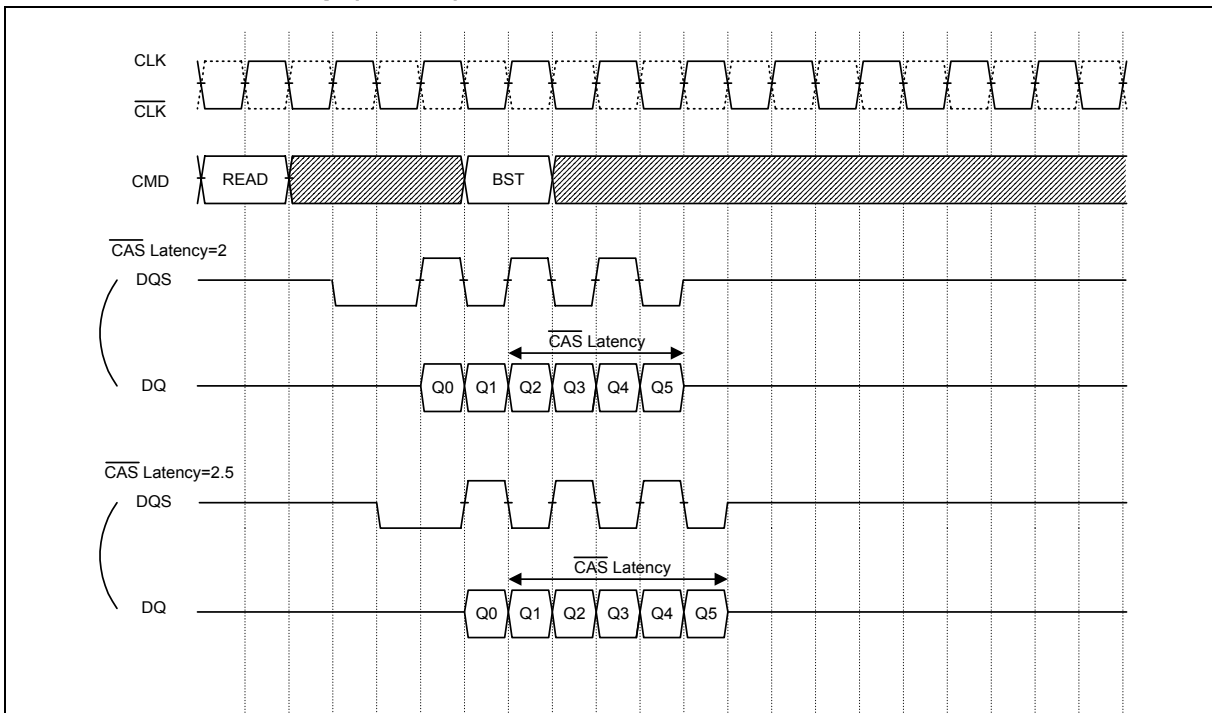 CLK
CLK
CMD
READ
BST
CAS Latency=2
DQS
CAS Latency
DQ
Q0 Q1 Q2 Q3 Q4 Q5
CAS Latency=2.5
DQS
CAS Latency
DQ
Q0 Q1 Q2 Q3 Q4 Q5